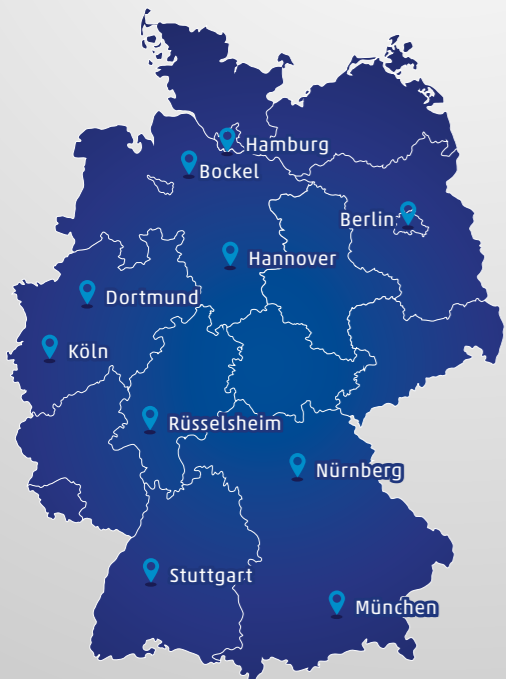 Hamburg
Bockel
Berlin
Hannover
Dortmund
Köln
Rüsselsheim
Nürnberg
Stuttgart
München